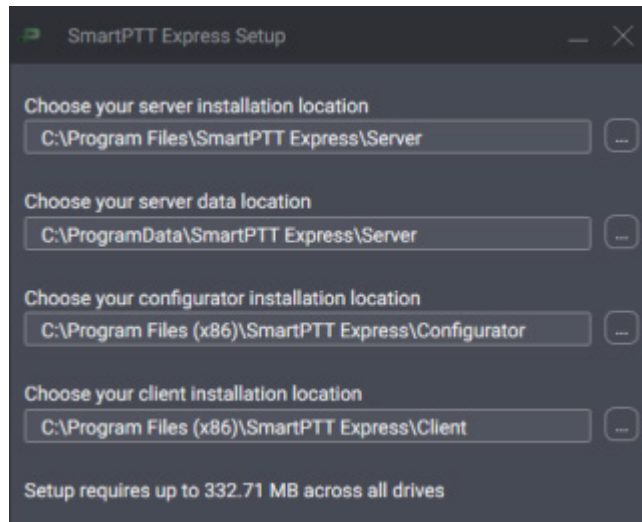 SmartPTT Express Setup
Choose your server installation location
C:\Program Files\SmartPTT Express\Server
...
Choose your server data location
C:\ProgramData\SmartPTT Express\Server
...
Choose your configurator installation location
C:\Program Files (x86)\SmartPTT Express\Configurator
...
Choose your client installation location
C:\Program Files (x86)\SmartPTT Express\Client
...
Setup requires up to 332.71 MB across all drives